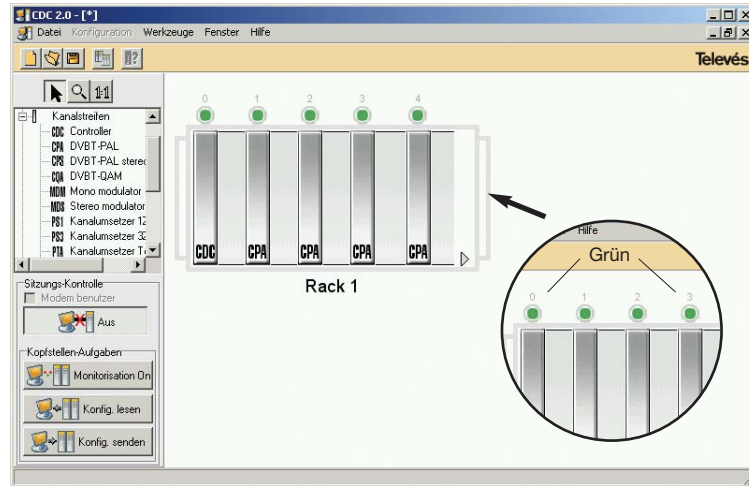 CDC 2.0 - [*]
Datei Konfiguration Werkzeuge Fenster Hilfe
Televés
1:1
Kanalstreifen
CDC Controller
CPA DVBT-PAL
CPS DVBT-PAL stereo
CQA DVBT-QAM
MDM Mono modulator
MDS Stereo modulator
PS1 Kanalumsetzer 12
PS3 Kanalumsetzer 32
PTA Kanalumsetzer
Sitzungs-Kontrolle
Modem benutzer
Aus
Kopfstellen-Aufgaben
Monitorisation On
Konfig. lesen
Konfig. senden
0 1 2 3 4
CDC CPA CPA CPA CPA
Rack 1
Hilfe
Grün
0 1 2 3